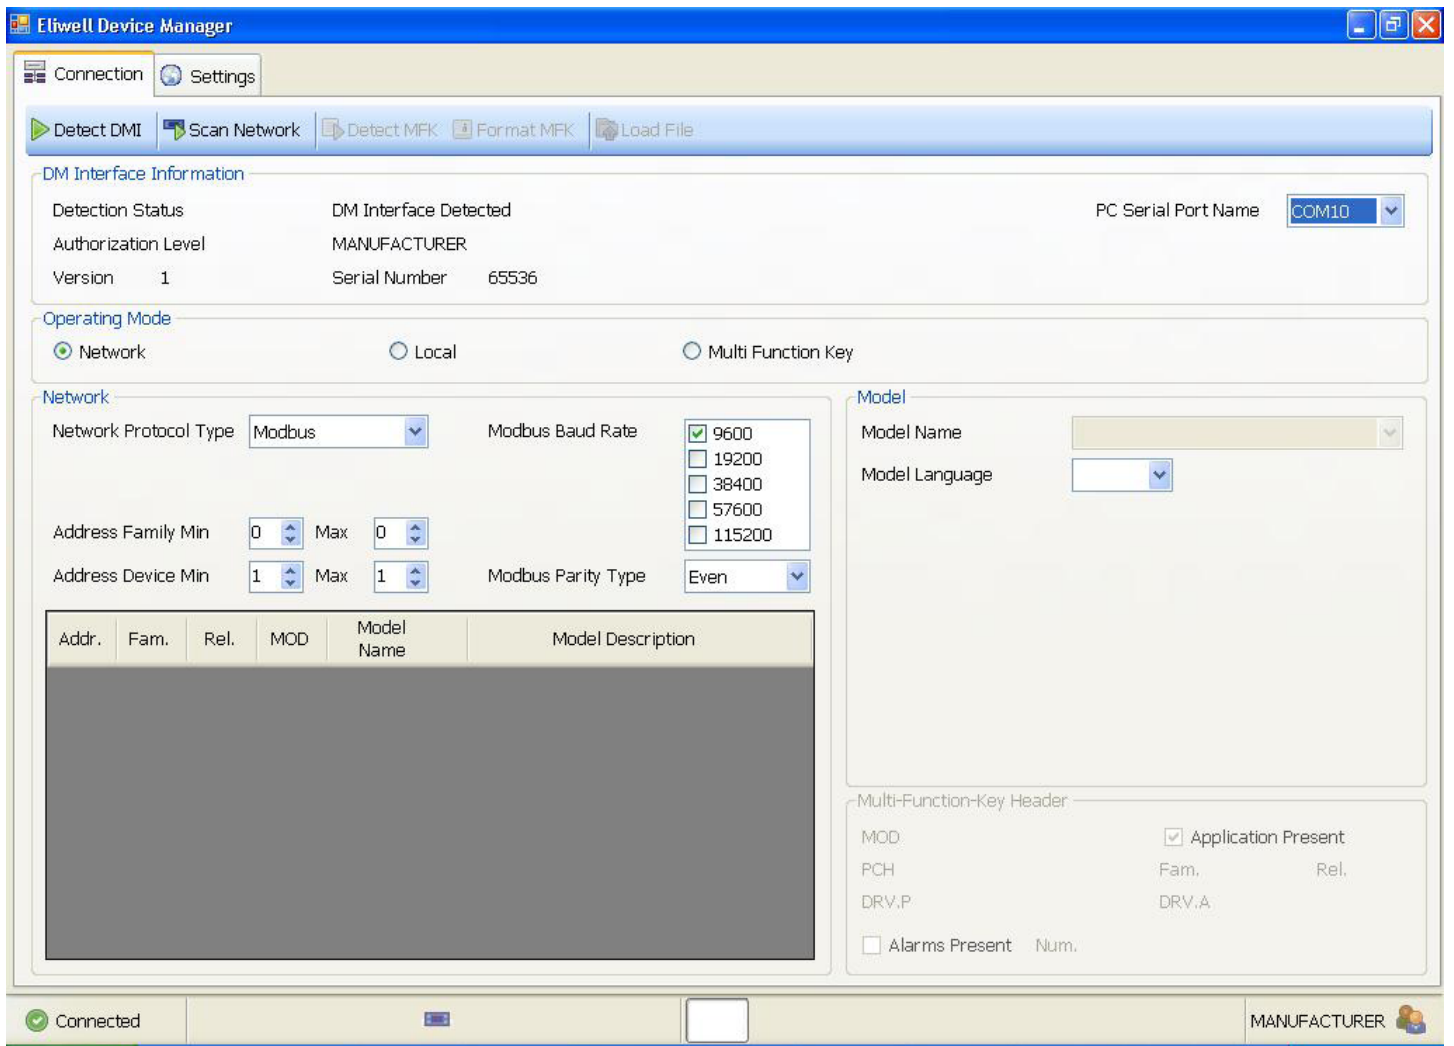 Eliwell Device Manager
Connection Settings
Detect DMI Scan Network Detect MFK Format MFK Load File
DM Interface Information
Detection Status DM Interface Detected PC Serial Port Name COM10
Authorization Level MANUFACTURER
Version 1 Serial Number 65536
Operating Mode
Network Local Multi Function Key
Network
Network Protocol Type Modbus Modbus Baud Rate 9600
19200
38400
57600
115200
Address Family Min 0 Max 0
Address Device Min 1 Max 1 Modbus Parity Type Even
Addr. Fam. Rel. MOD Model Name Model Description
Model
Model Name
Model Language
Multi-Function-Key Header
MOD Application Present
PCH Fam. Rel.
DRV.P DRV.A
Alarms Present Num.
Connected MANUFACTURER